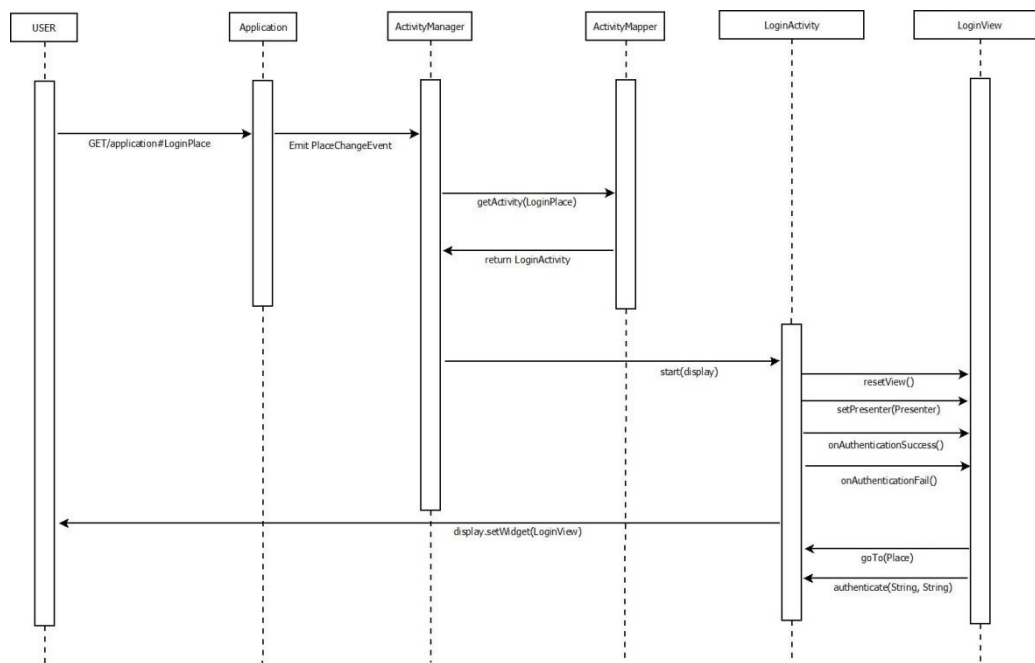 USER
Application
ActivityManager
ActivityMapper
LoginActivity
LoginView
GET/application#LoginPlace
Emit PlaceChangeEvent
getActivity(LoginPlace)
return LoginActivity
start(display)
resetView()
setPresenter(Presenter)
onAuthenticationSuccess()
onAuthenticationFail()
display.setWidget(LoginView)
goTo(Place)
authenticate(String, String)